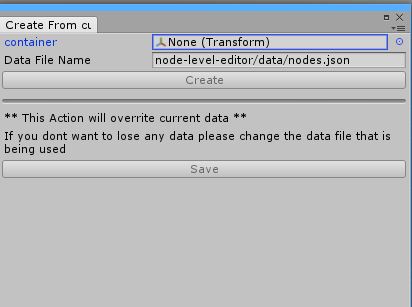 Create From cu
container
None (Transform)
Data File Name
node-level-editor/data/nodes.json
Create
** This Action will overrite current data **
If you dont want to lose any data please change the data file that is
being used
Save